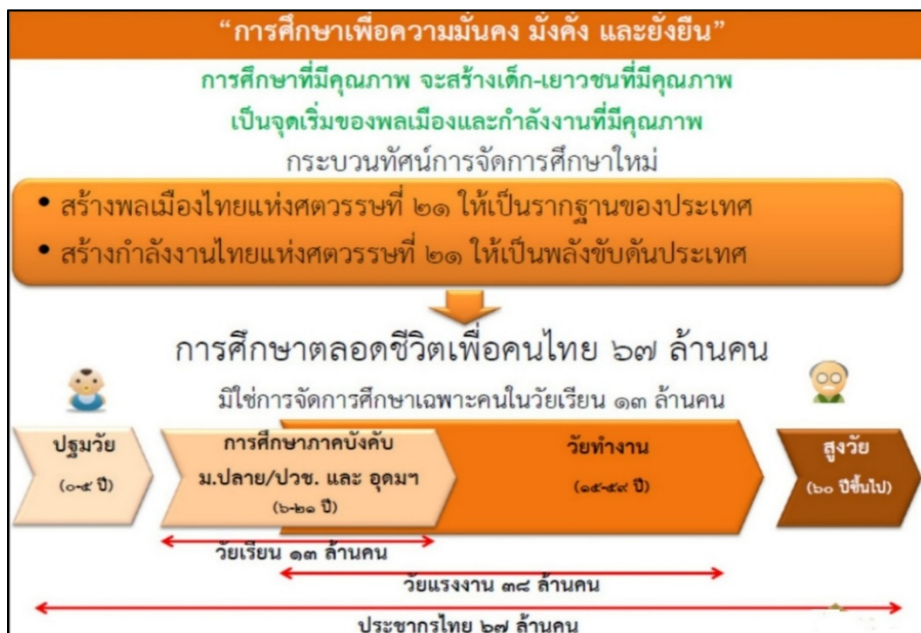 “การศึกษาเพื่อความมั่นคง มั่งคั่ง และยั่งยืน”
การศึกษาที่มีคุณภาพ จะสร้างเด็ก-เยาวชนที่มีคุณภาพ
เป็นจุดเริ่มของพลเมืองและกำลังงานที่มีคุณภาพ
กระบวนทัศน์การจัดการศึกษาใหม่
• สร้างพลเมืองไทยแห่งศตวรรษที่ ๒๑ ให้เป็นรากฐานของประเทศ
• สร้างกำลังงานไทยแห่งศตวรรษที่ ๒๑ ให้เป็นพลังขับดันประเทศ
การศึกษาตลอดชีวิตเพื่อคนไทย ๖๗ ล้านคน
มิใช่การจัดการศึกษาเฉพาะคนในวัยเรียน ๑๓ ล้านคน
ปฐมวัย
(๐-๕ ปี)
การศึกษาภาคบังคับ
ม.ปลาย/ปวช. และ อุดมฯ
(๖-๒๑ ปี)
วัยทำงาน
(๑๕-๕๙ ปี)
สูงวัย
(๖๐ ปีขึ้นไป)
วัยเรียน ๑๓ ล้านคน
วัยแรงงาน ๓๘ ล้านคน
ประชากรไทย ๖๗ ล้านคน